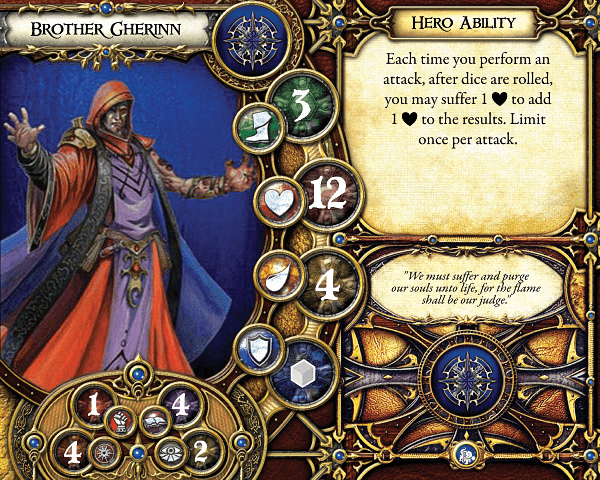 Brother Gherinn
3
12
4
1
4
4
2
Hero Ability
Each time you perform an
attack, after dice are rolled,
you may suffer 1 ♥ to add
1 ♥ to the results. Limit
once per attack.
"We must suffer and purge
our souls unto life, for the flame
shall be our judge."